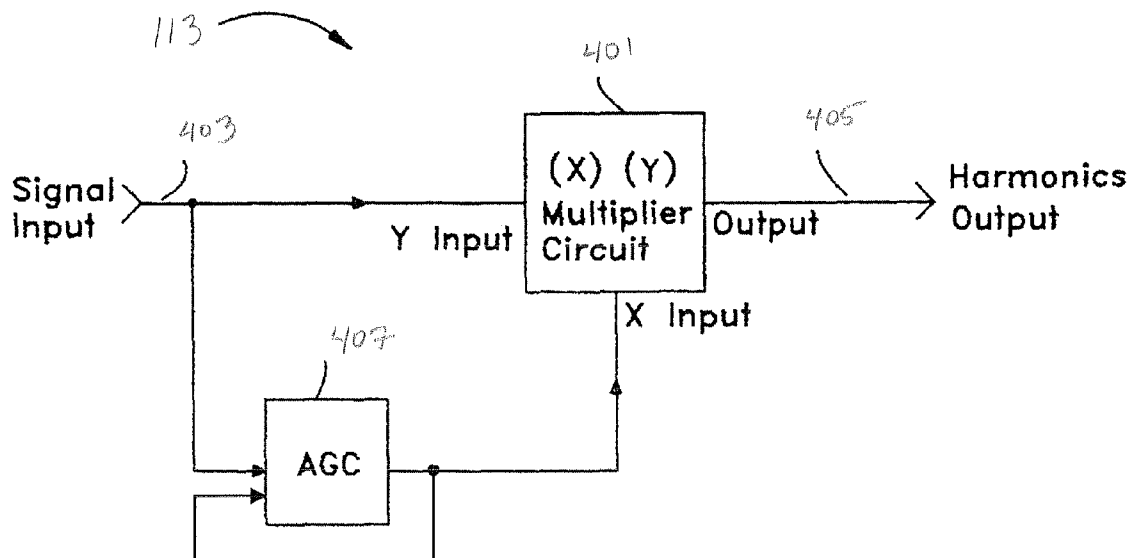 113
401
403
405
Signal
Input
(X) (Y)
Multiplier
Circuit
Y Input
Output
Harmonics
Output
X Input
407
AGC